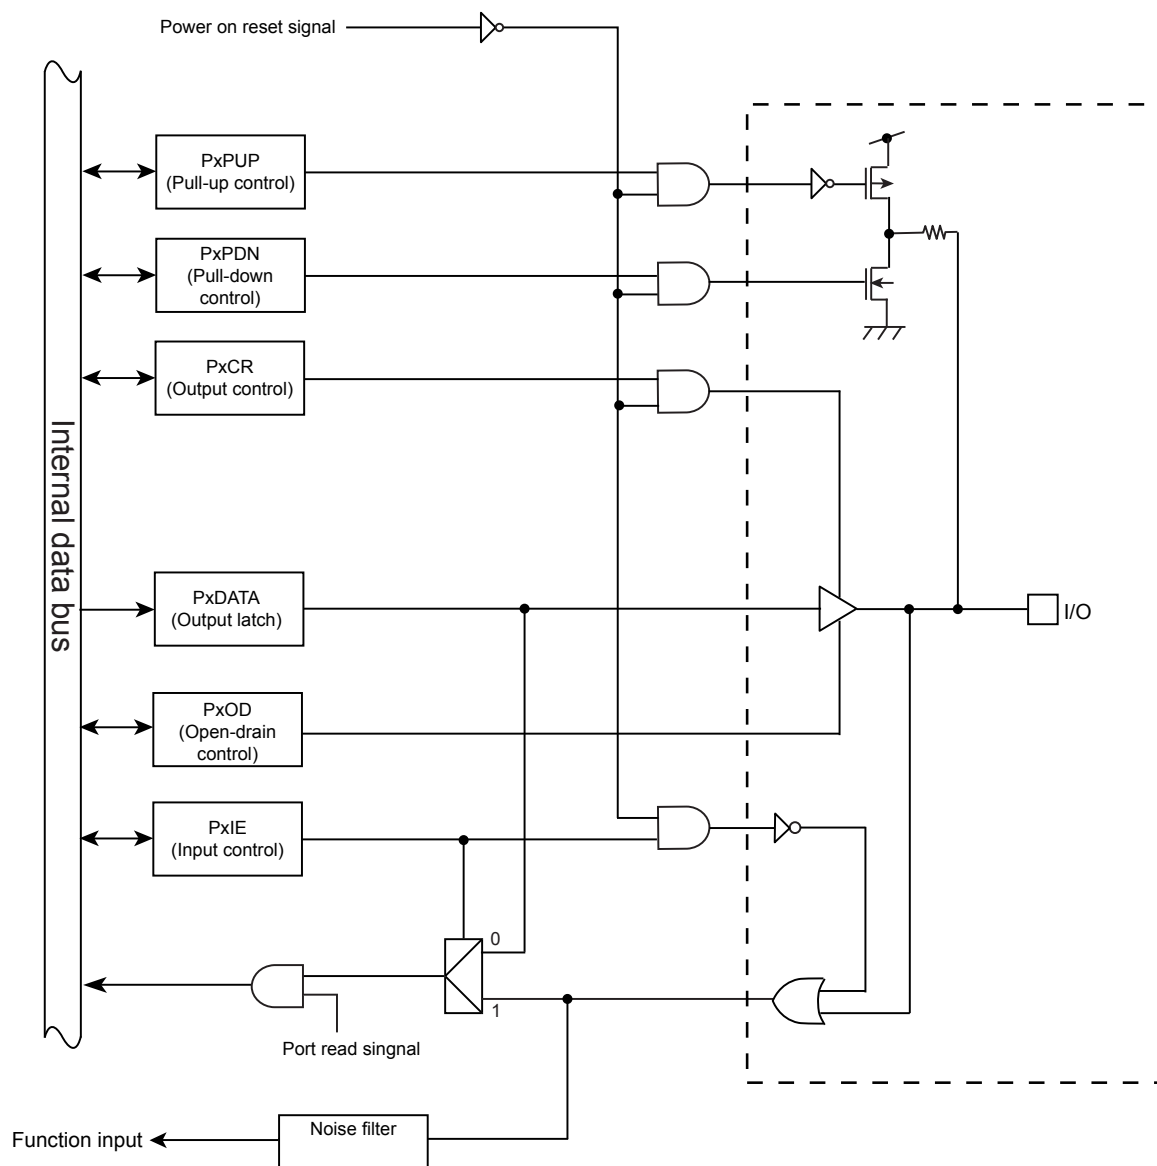 Power on reset signal
PxPUP
(Pull-up control)
PxPDN
(Pull-down
control)
PxCR
(Output control)
Internal data bus
PxDATA
(Output latch)
I/O
PxOD
(Open-drain
control)
PxIE
(Input control)
0
1
Port read singnal
Noise filter
Function input